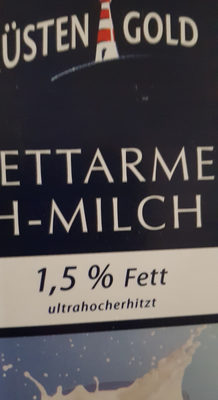 ÜSTEN GOLD
ETTARME
H-MILCH
1,5 % Fett
ultrahocherhitzt